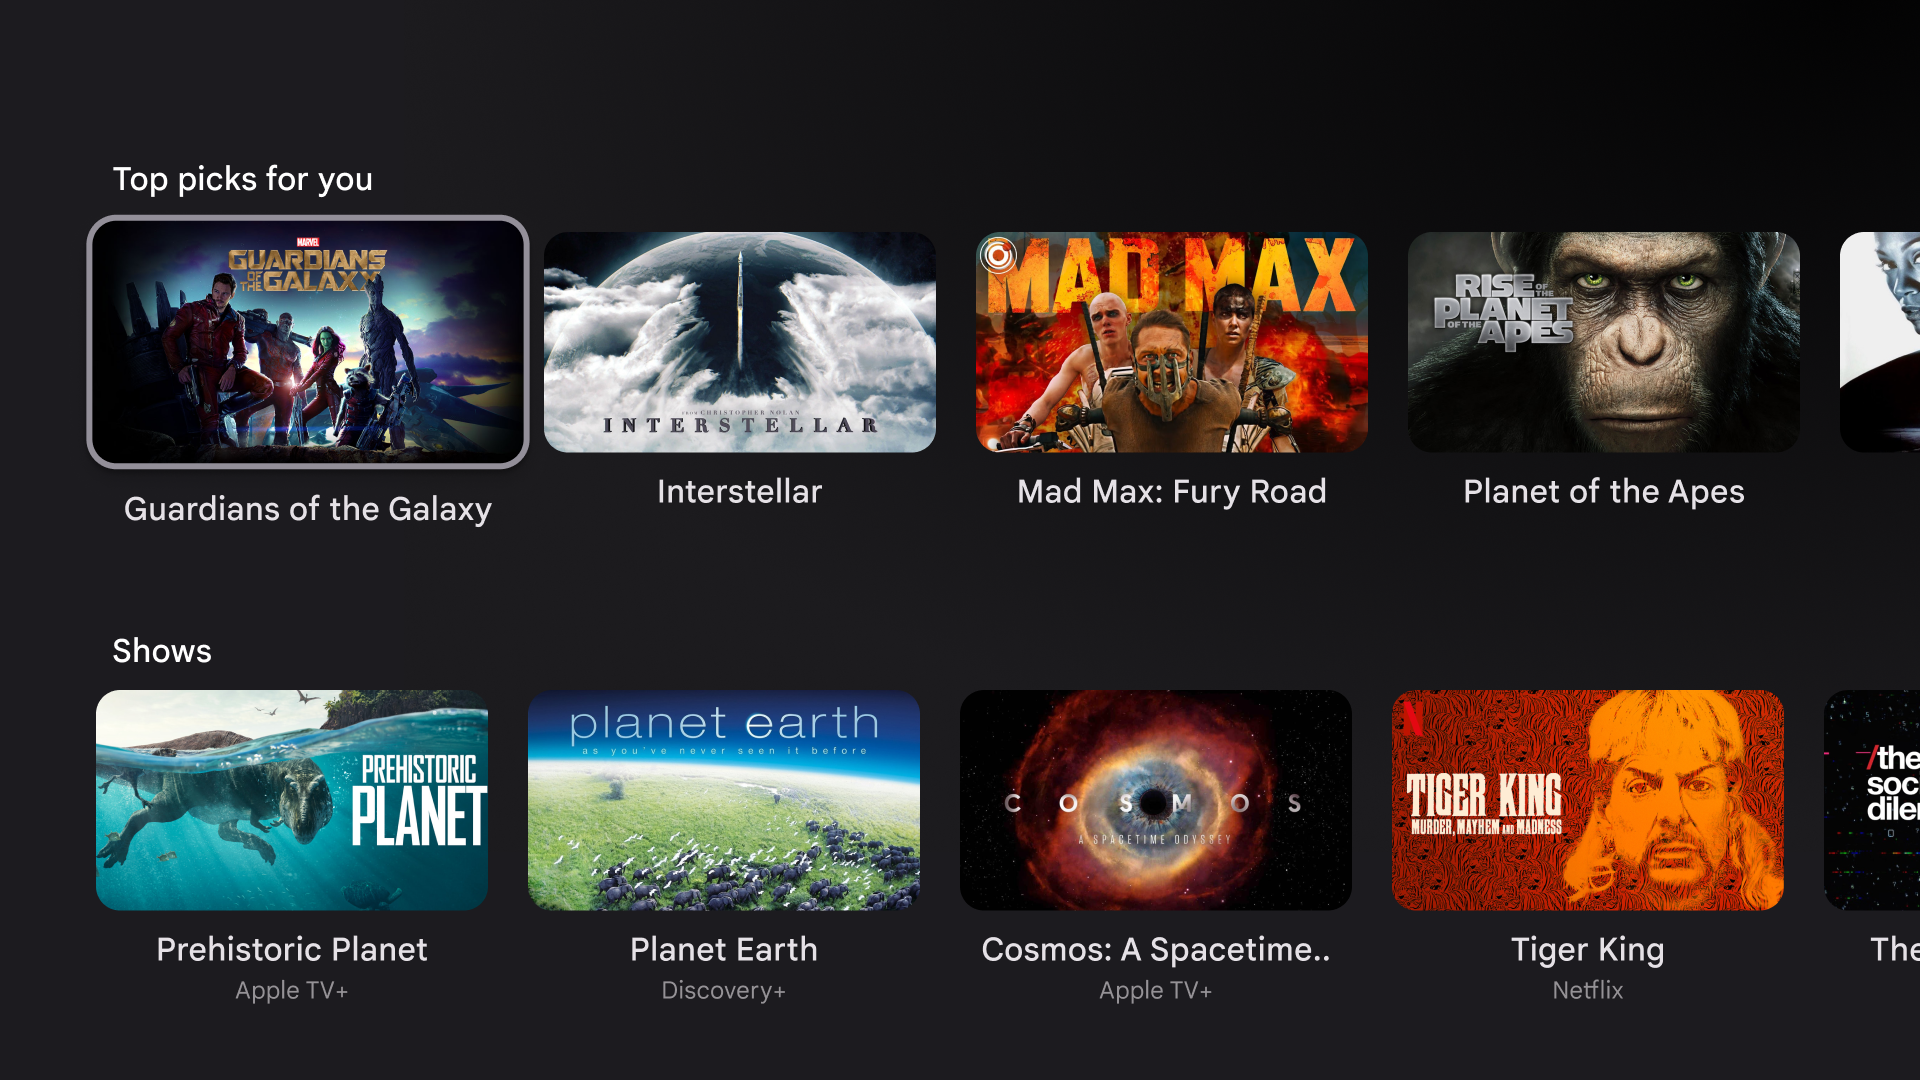 Top picks for you
MARVEL
GUARDIANS
OF THE GALAXY
FROM CHRISTOPHER NOLAN
INTERSTELLAR
MAD MAX
RISE OF THE
PLANET
OF THE APES
Guardians of the Galaxy
Interstellar
Mad Max: Fury Road
Planet of the Apes
Shows
PREHISTORIC
PLANET
planet earth
as you've never seen it before
COSMOS
A SPACETIME ODYSSEY
N
TIGER KING
MURDER, MAYHEM AND MADNESS
/the
soc
dile
Prehistoric Planet
Planet Earth
Cosmos: A Spacetime..
Tiger King
The
Apple TV+
Discovery+
Apple TV+
Netflix